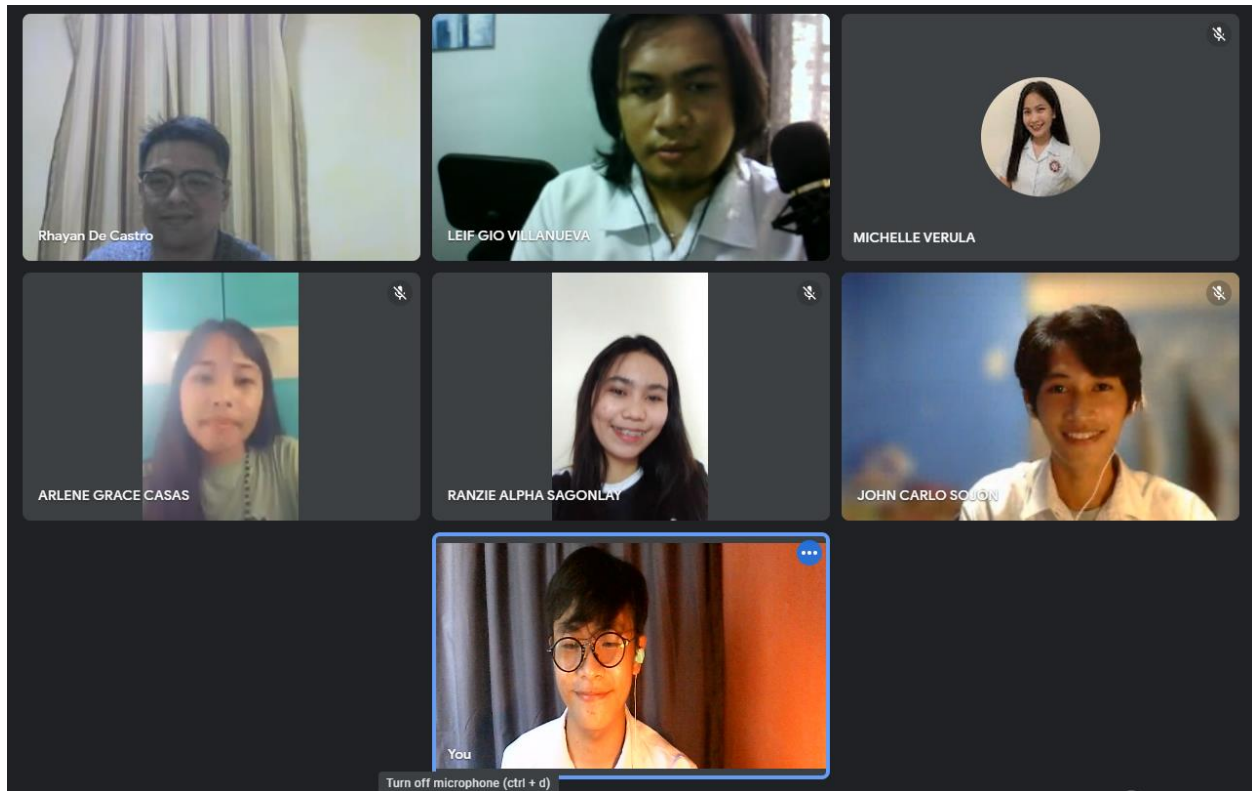 Rhayan De Castro
LEIF GIO VILLANUEVA
MICHELLE VERULA
ARLENE GRACE CASAS
RANZIE ALPHA SAGONLAY
JOHN CARLO SOJÓN
You
Turn off microphone (ctrl + d)